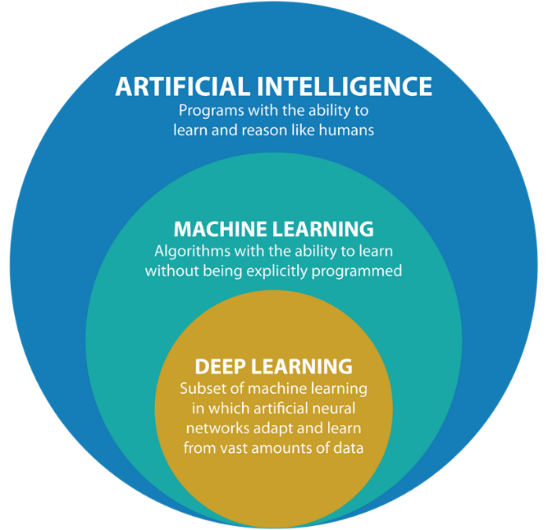 ARTIFICIAL INTELLIGENCE
Programs with the ability to
learn and reason like humans
MACHINE LEARNING
Algorithms with the ability to learn
without being explicitly programmed
DEEP LEARNING
Subset of machine learning
in which artificial neural
networks adapt and learn
from vast amounts of data